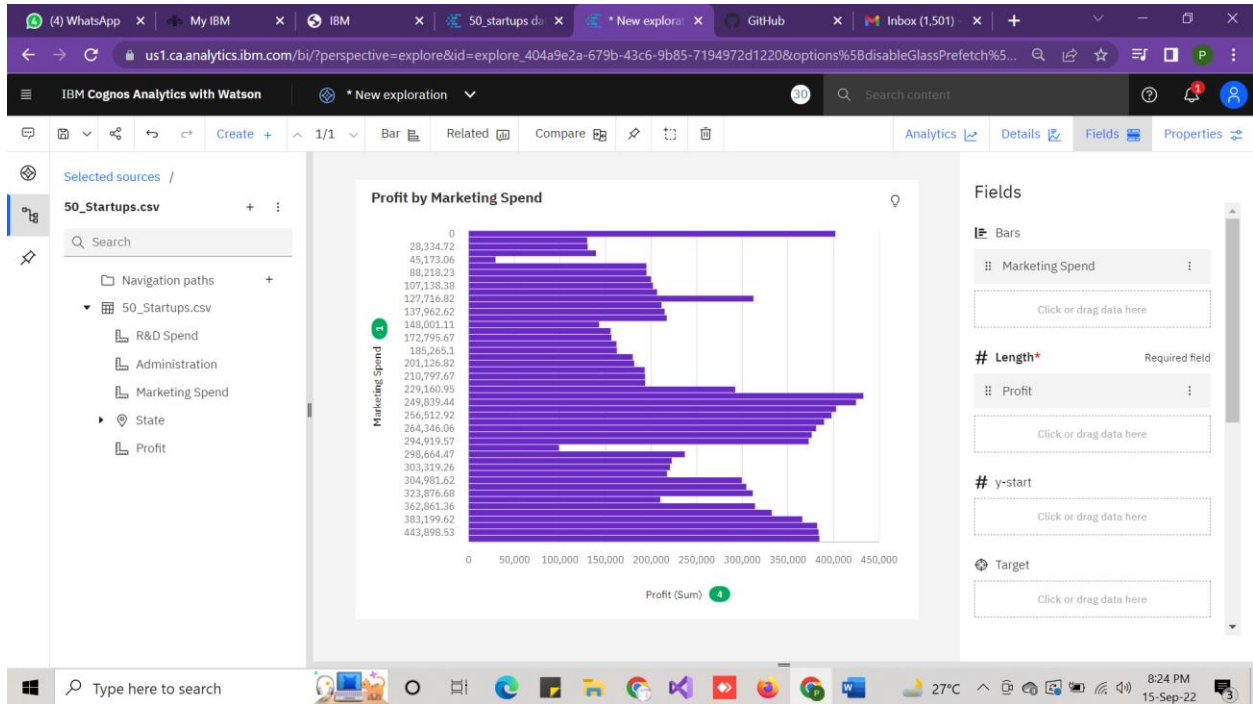 (4) WhatsApp
My IBM
IBM
50_startups da
* New explorat
GitHub
Inbox (1,501) -
us1.ca.analytics.ibm.com/bi/?perspective=explore&id=explore_404a9e2a-679b-43c6-9b85-7194972d1220&options%5BdisableGlassPrefetch%5...
P
IBM Cognos Analytics with Watson
* New exploration
30
Search content
1
Create +
1/1
Bar
Related
Compare
Analytics
Details
Fields
Properties
Selected sources /
50_Startups.csv
Search
Navigation paths
50_Startups.csv
R&D Spend
Administration
Marketing Spend
State
Profit
Profit by Marketing Spend
Marketing Spend
1
0
28,334.72
45,173.06
88,218.23
107,138.38
127,716.82
137,962.62
148,001.11
172,795.67
185,265.1
201,126.82
210,797.67
229,160.95
249,839.44
256,512.92
264,346.06
294,919.57
298,664.47
303,319.26
304,981.62
323,876.68
362,861.36
383,199.62
443,898.53
0 50,000 100,000 150,000 200,000 250,000 300,000 350,000 400,000 450,000
Profit (Sum) 4
Fields
Bars
Marketing Spend
Click or drag data here
# Length* Required field
Profit
Click or drag data here
# y-start
Click or drag data here
Target
Click or drag data here
Type here to search
27°C
8:24 PM
15-Sep-22
3